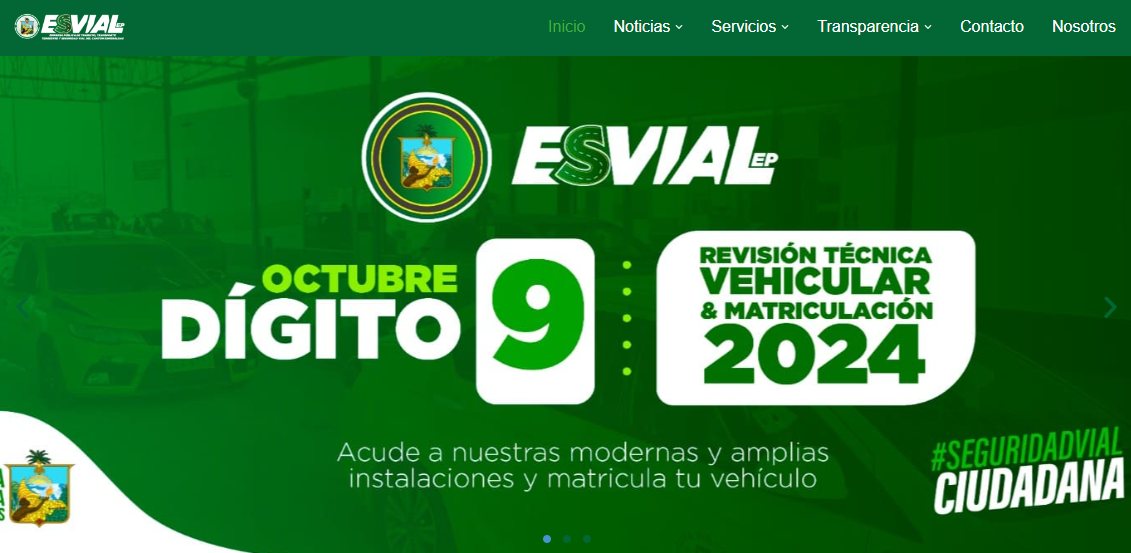 ESVIAL EP
Inicio
Noticias
Servicios
Transparencia
Contacto
Nosotros
ESVIAL EP
OCTUBRE
DÍGITO
9
REVISIÓN TÉCNICA
VEHICULAR
& MATRICULACIÓN
2024
Acude a nuestras modernas y amplias
instalaciones y matricula tu vehículo
#SEGURIDADVIAL
CIUDADANA